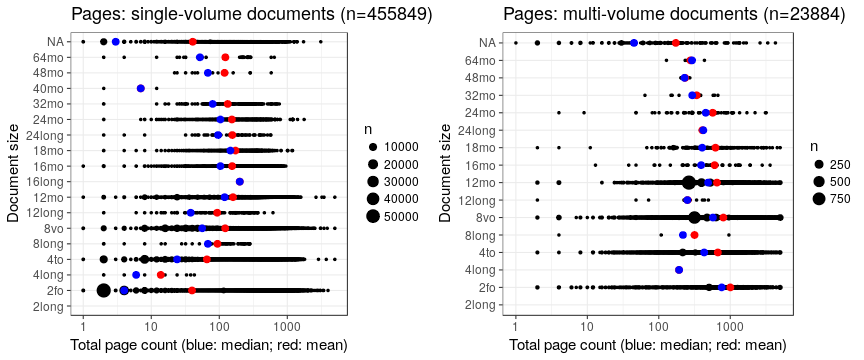 Pages: single-volume documents (n=455849)
Document size
NA
64mo
48mo
40mo
32mo
24mo
24long
18mo
16mo
16long
12mo
12long
8vo
8long
4to
4long
2fo
2long
1
10
100
1000
Total page count (blue: median; red: mean)
n
10000
20000
30000
40000
50000
Pages: multi-volume documents (n=23884)
Document size
NA
64mo
48mo
32mo
24mo
24long
18mo
16mo
12mo
12long
8vo
8long
4to
4long
2fo
2long
1
10
100
1000
Total page count (blue: median; red: mean)
n
250
500
750